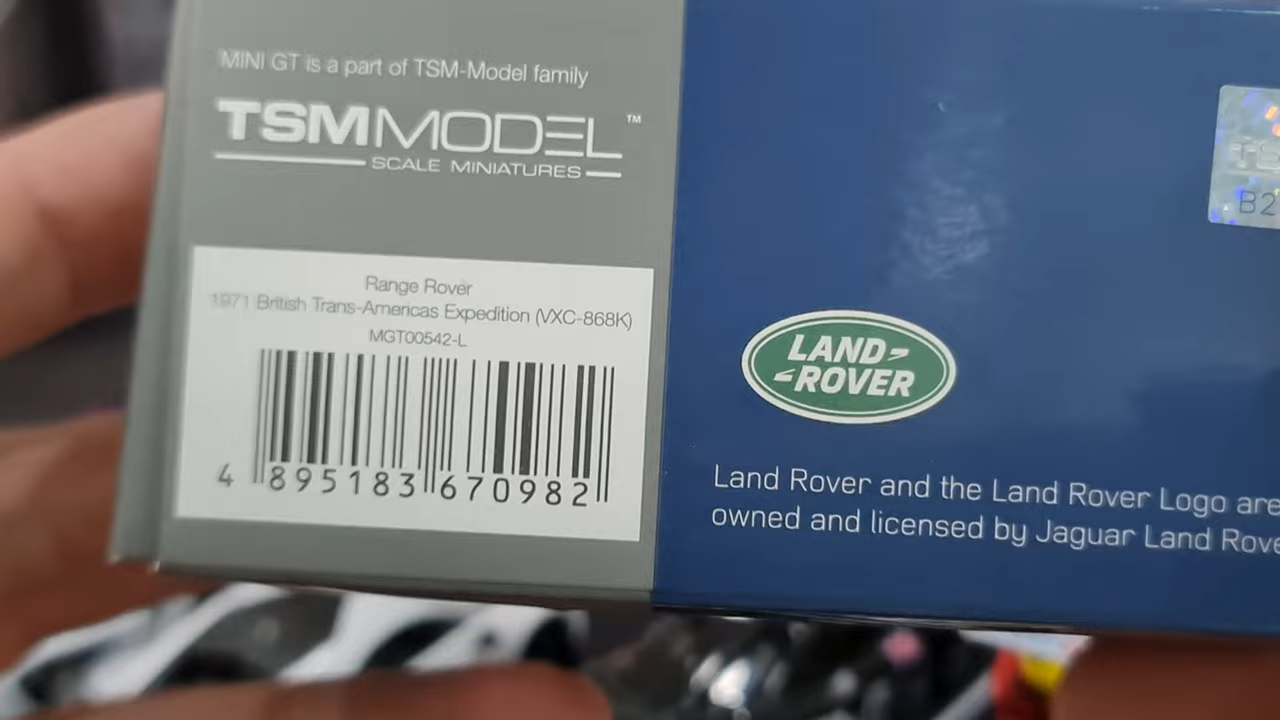 MINI GT is a part of TSM-Model family
TSMMODEL™
SCALE MINIATURES
Range Rover
1971 British Trans-Americas Expedition (VXC-868K)
MGT00542-L
4 895183 670982
LAND
ROVER
Land Rover and the Land Rover Logo are
owned and licensed by Jaguar Land Rove
B2